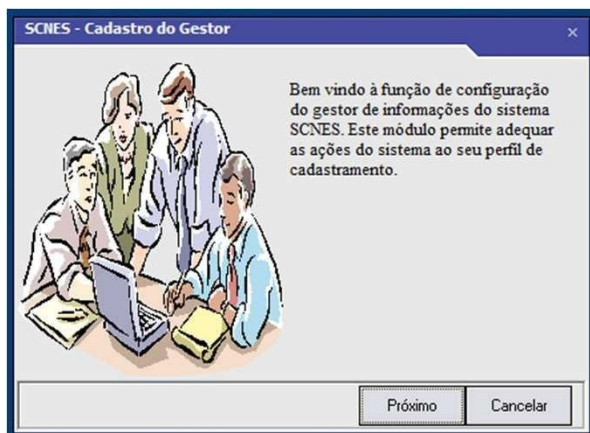 SCNES - Cadastro do Gestor
Bem vindo à função de configuração
do gestor de informações do sistema
SCNES. Este módulo permite adequar
as ações do sistema ao seu perfil de
cadastramento.
Próximo
Cancelar